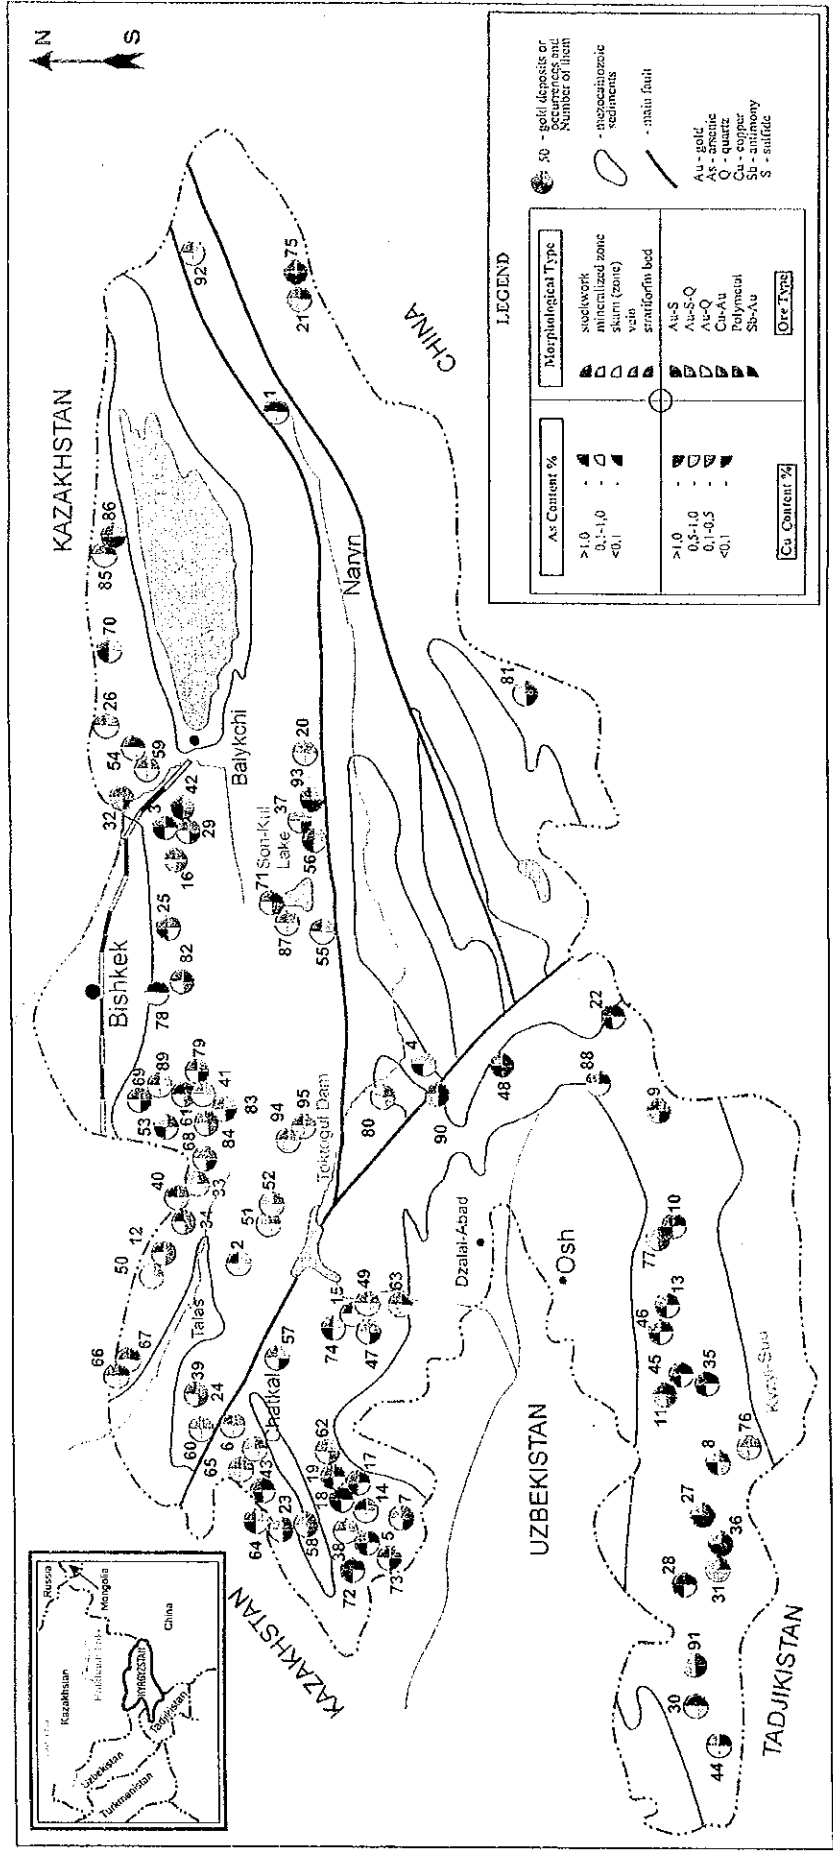 N
S
KAZAKHSTAN
CHINA
KAZAKHSTAN
UZBEKISTAN
TADJIKISTAN
Bishkek
Balykchi
Naryn
Son-Kul
Lake
Toktogul Dam
Talas
Chatkal
Dzalal-Abad
Osh
Kyzyl-Suu
92
75
21
1
86
85
70
26
54
59
32
3
42
29
16
25
82
78
20
93
37
56
71
87
55
81
69
89
79
53
61
41
68
84
83
33
40
34
12
50
94
95
51
52
2
80
4
90
48
22
88
9
66
67
39
24
60
6
65
57
15
49
63
74
47
43
62
19
17
18
14
64
23
58
38
5
7
72
73
10
77
13
46
45
35
11
76
8
27
36
31
28
91
30
44
Russia
Mongolia
Kazakhstan
China
KYRGIZSTAN
Uzbekistan
Tadjikistan
Turkmenistan
LEGEND
As Content %
>1,0 -
0,1-1,0 -
<0,1 -
>1,0 -
0,5-1,0 -
0,1-0,5 -
<0,1 -
Cu Content %
Morphological Type
stockwork
mineralized zone
skarn (zone)
vein
stratiform bed
Au-S
Au-S-Q
Au-Q
Cu-Au
Polymetal
Sb-Au
Ore Type
50 - gold deposits or
occurrences and
Number of them
- mezocainozoic
sediments
- main fault
Au - gold
As - arsenic
Q - quartz
Cu - copper
Sb - antimony
S - sulfide